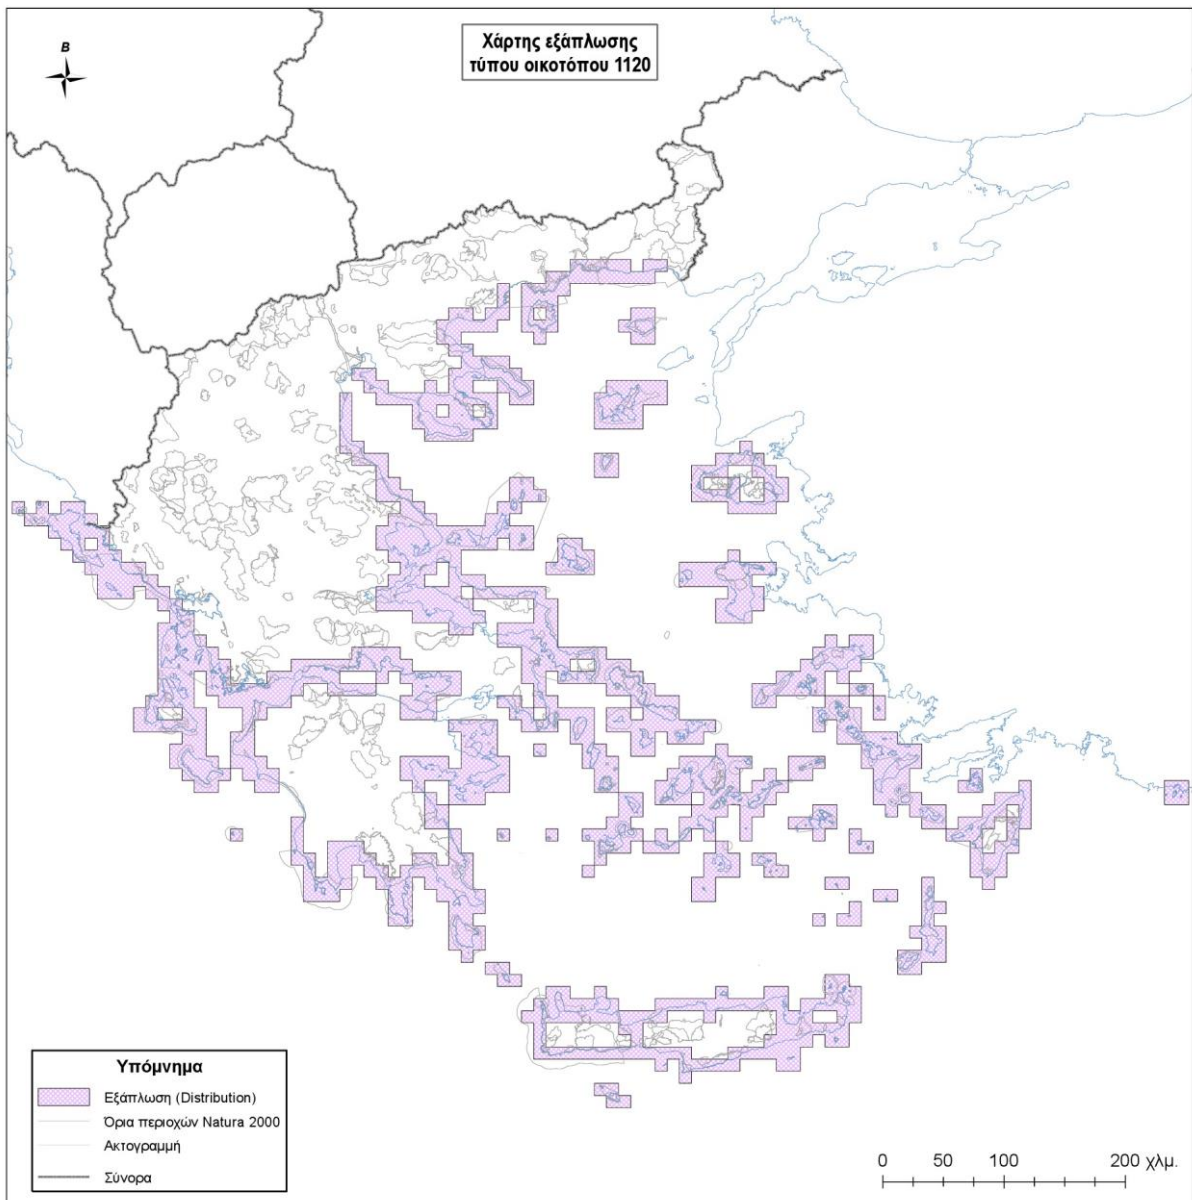 Χάρτης εξάπλωσης
τύπου οικοτόπου 1120
Β
Υπόμνημα
Εξάπλωση (Distribution)
Όρια περιοχών Natura 2000
Ακτογραμμή
Σύνορα
0 50 100 200 χλμ.